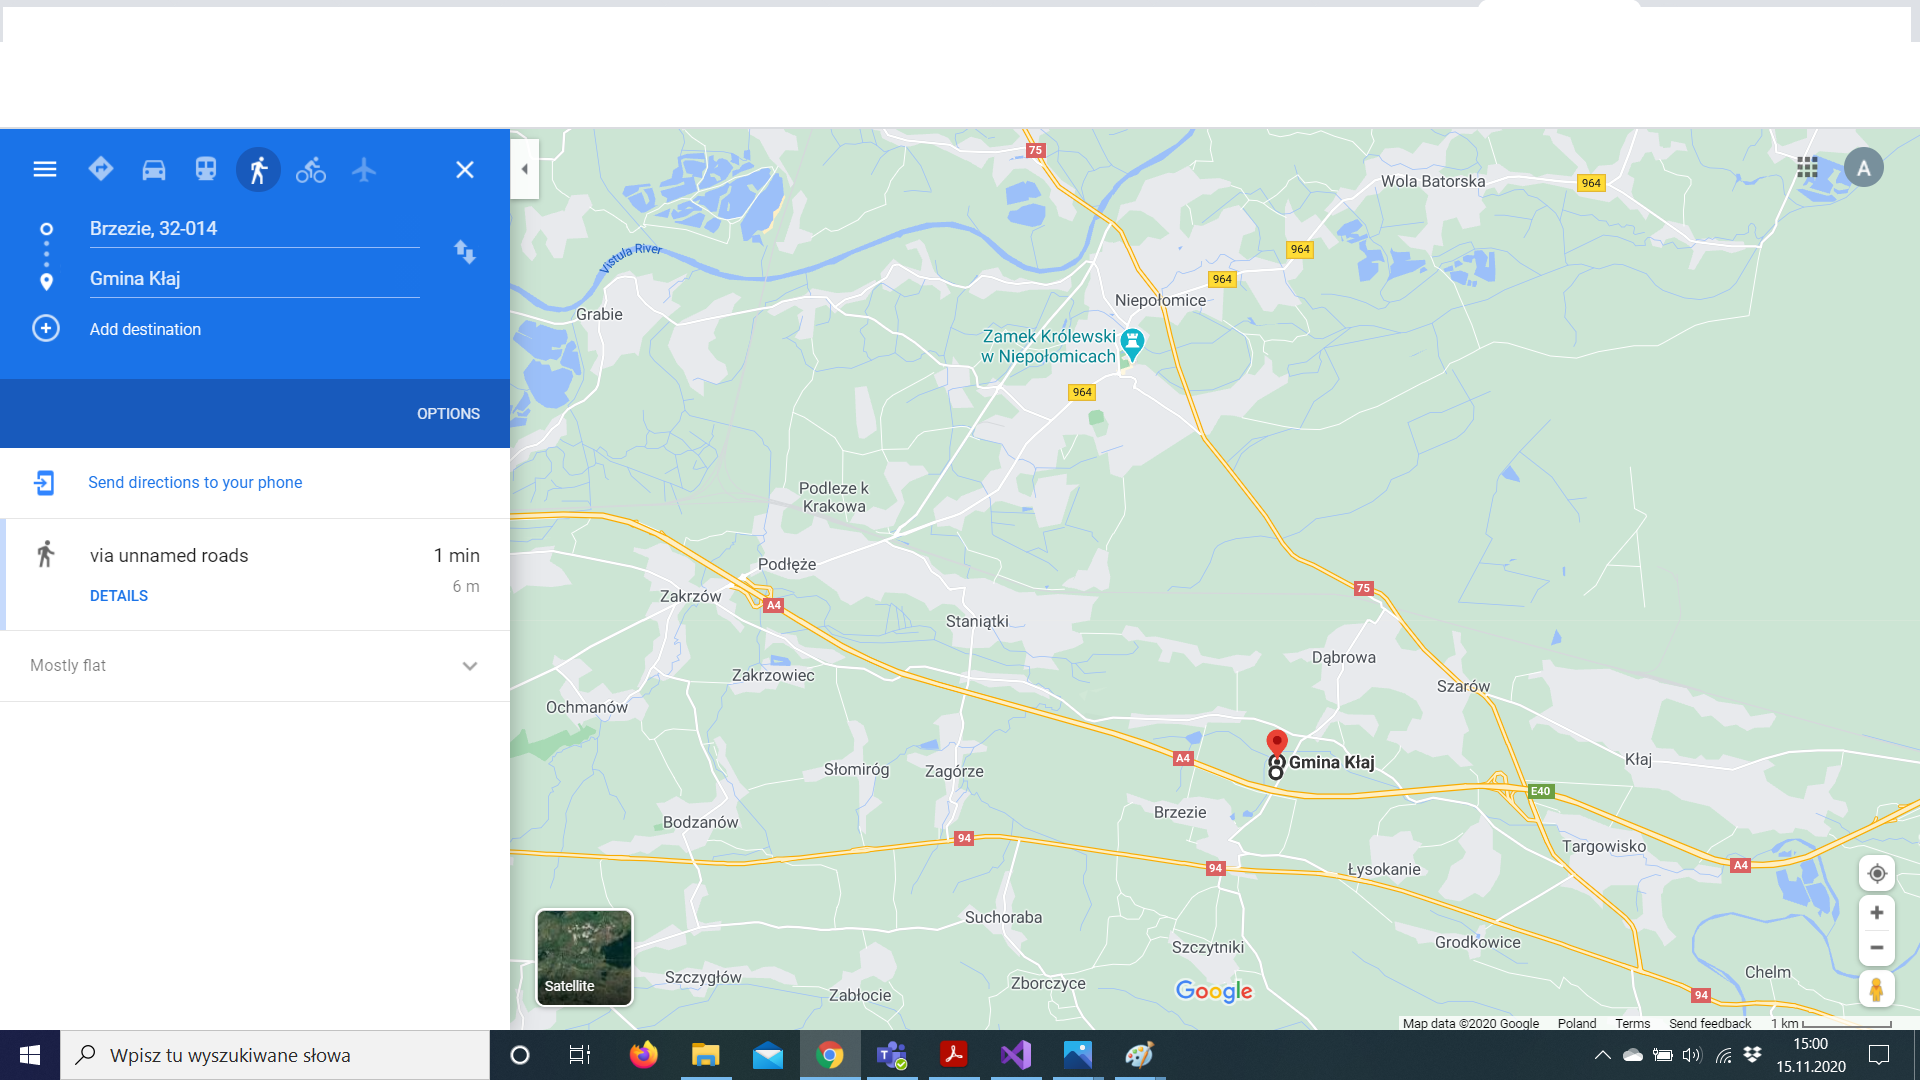 Brzezie, 32-014
Gmina Kłaj
Add destination
OPTIONS
Send directions to your phone
via unnamed roads
1 min
6 m
DETAILS
Mostly flat
75
Wola Batorska
964
A
Vistula River
964
964
Niepołomice
Grabie
Zamek Królewski
w Niepołomicach
964
Podleze k
Krakowa
Podłęże
75
Zakrzów
A4
Staniątki
Dąbrowa
Zakrzowiec
Szarów
Ochmanów
A4
Gmina Kłaj
Kłaj
Słomiróg
Zagórze
E40
Brzezie
Bodzanów
94
Targowisko
94
Łysokanie
A4
Suchoraba
Szczytniki
Grodkowice
Szczygłów
Chelm
Zborczyce
Zabłocie
94
Satellite
Google
Map data ©2020 Google
Poland
Terms
Send feedback
1 km
Wpisz tu wyszukiwane słowa
15:00
15.11.2020